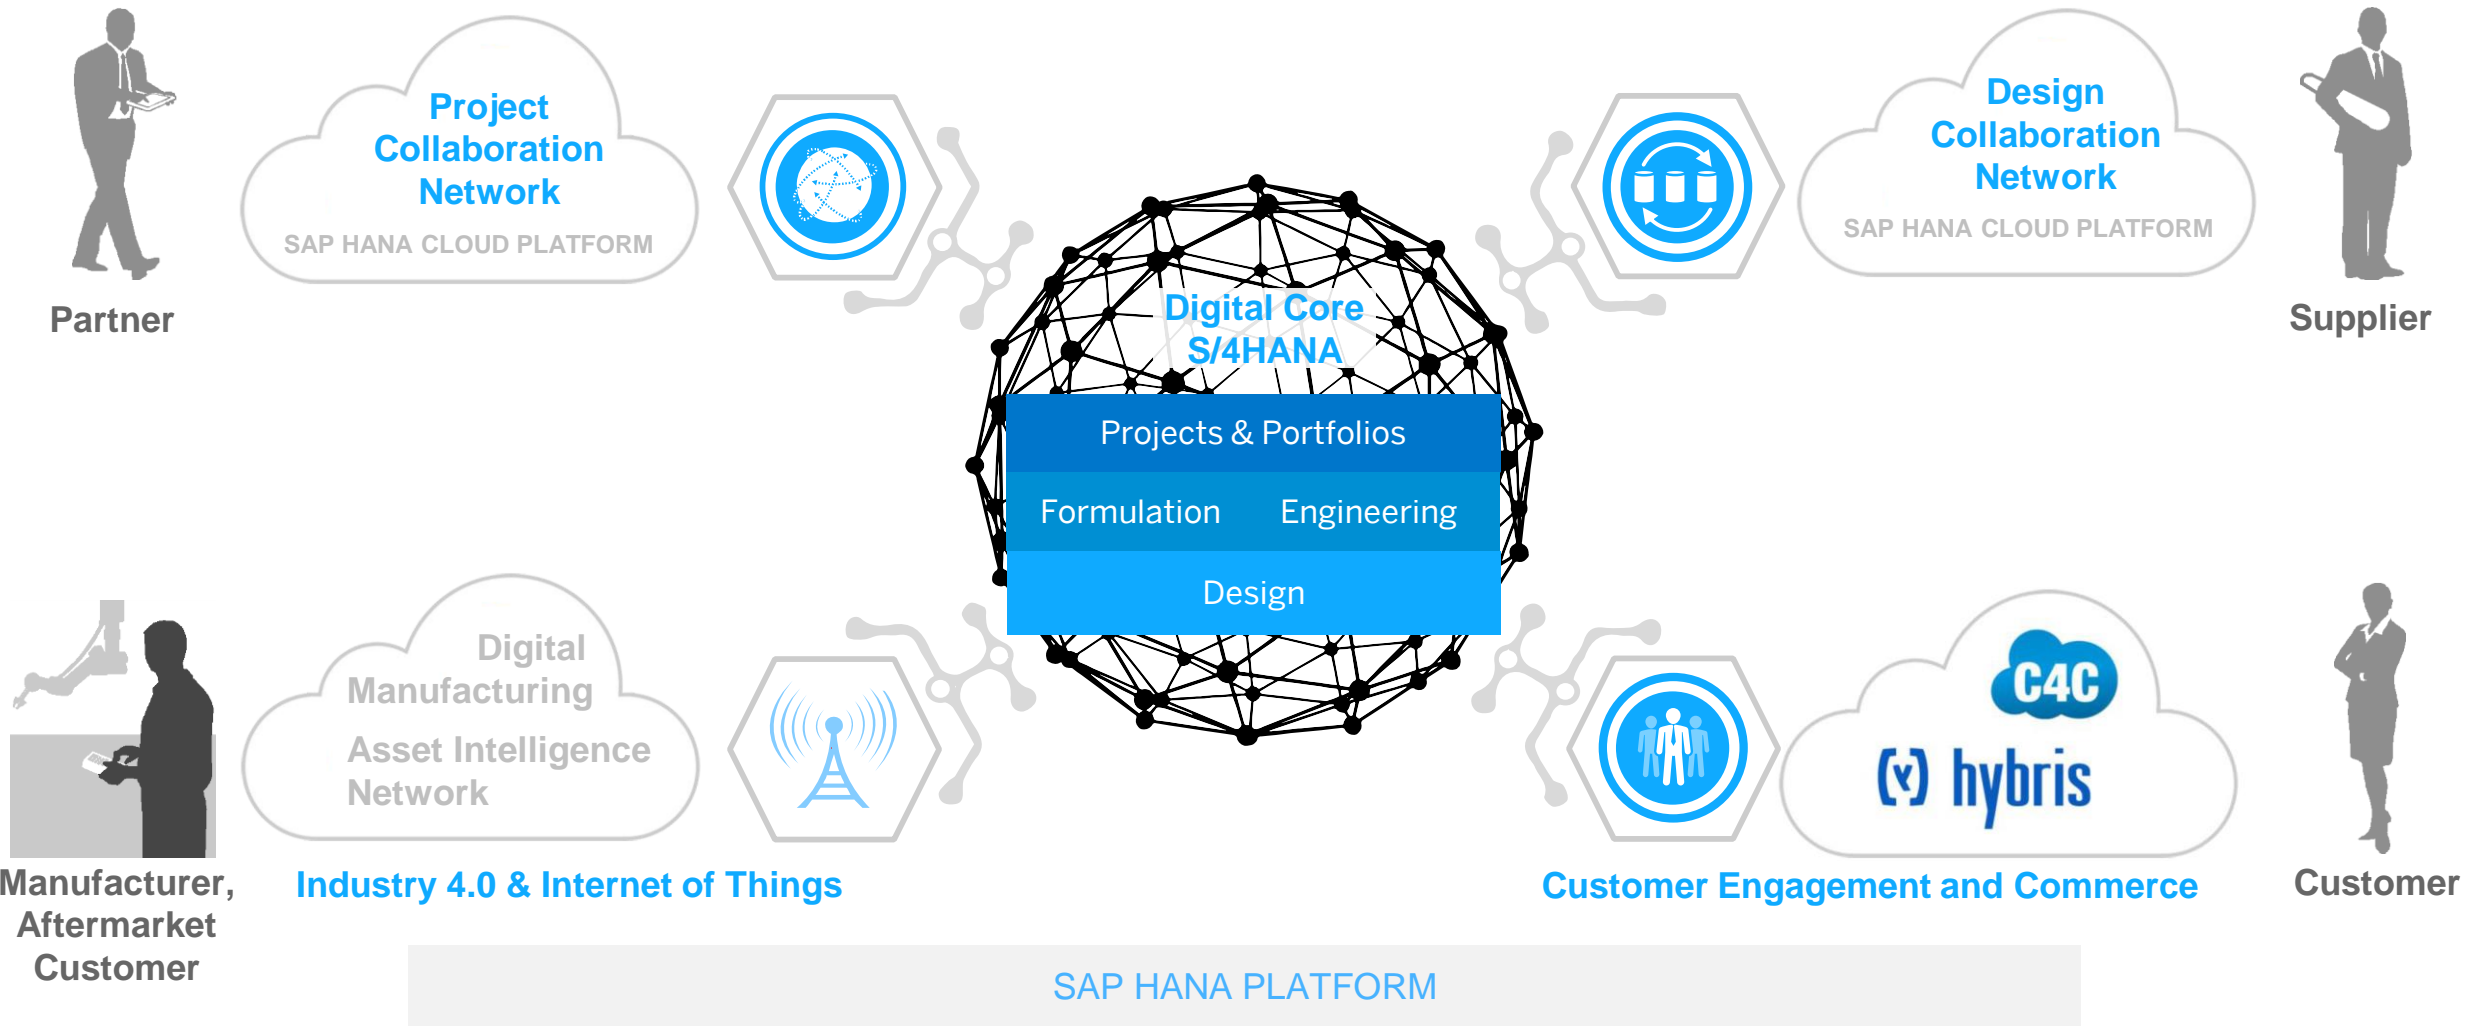 Project
Collaboration
Network
SAP HANA CLOUD PLATFORM
Partner
Design
Collaboration
Network
SAP HANA CLOUD PLATFORM
Supplier
Digital Core
S/4HANA
Projects & Portfolios
Formulation Engineering
Design
Digital
Manufacturing
Asset Intelligence
Network
Manufacturer,
Aftermarket
Customer
Industry 4.0 & Internet of Things
C4C
(y) hybris
Customer Engagement and Commerce
Customer
SAP HANA PLATFORM